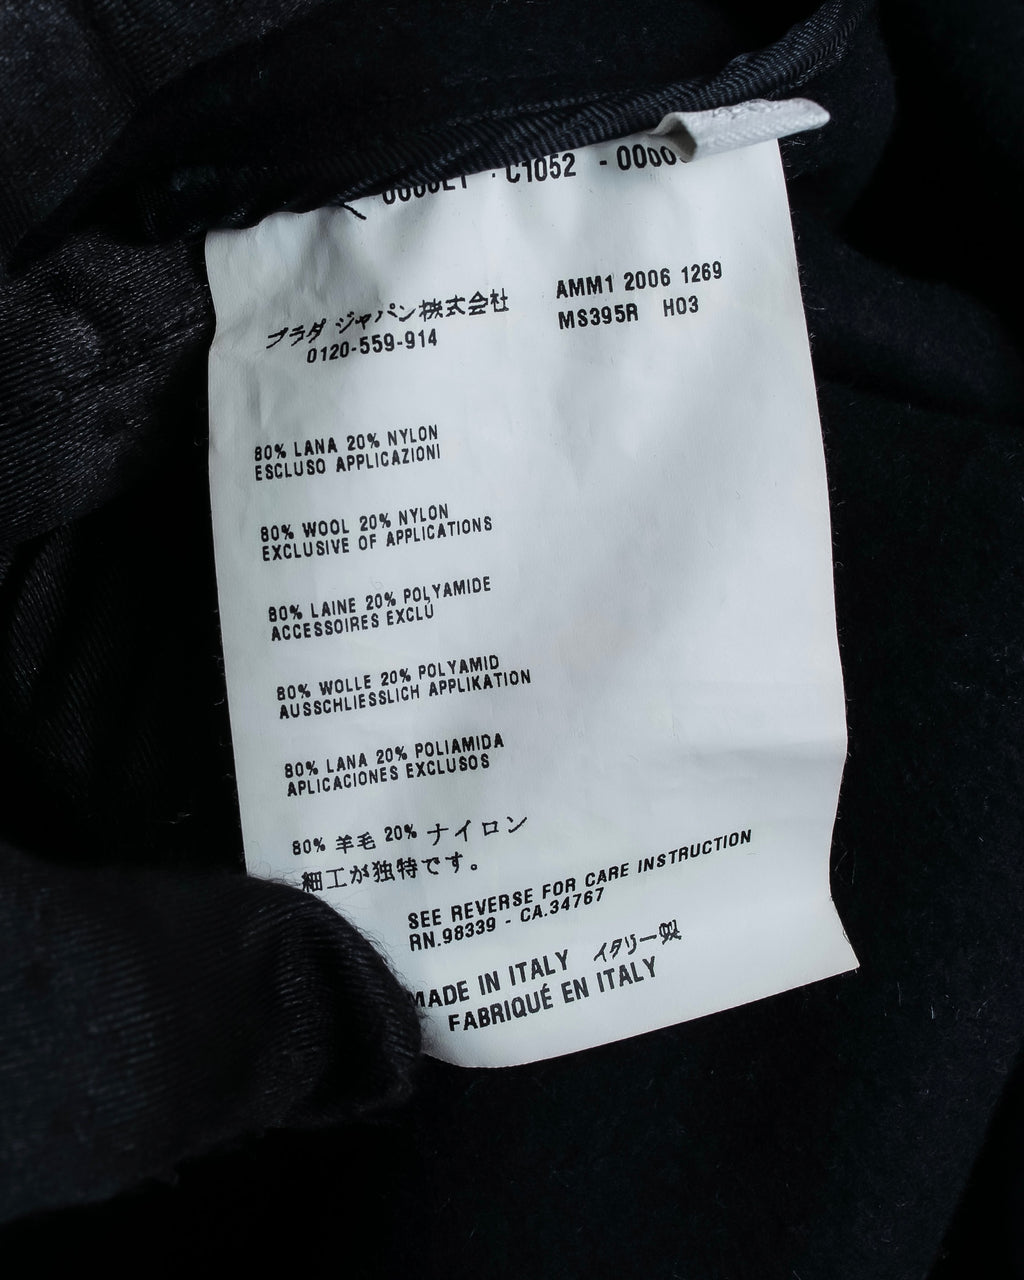 · C1052 - 0000
プラダ ジャパン株式会社
0120-559-914
AMM1 2006 1269
MS395R H03
80% LANA 20% NYLON
ESCLUSO APPLICAZIONI
80% WOOL 20% NYLON
EXCLUSIVE OF APPLICATIONS
80% LAINE 20% POLYAMIDE
ACCESSOIRES EXCLÛ
80% WOLLE 20% POLYAMID
AUSSCHLIESSLICH APPLIKATION
80% LANA 20% POLIAMIDA
APLICACIONES EXCLUSOS
80% 羊毛 20% ナイロン
細工が独特です。
SEE REVERSE FOR CARE INSTRUCTION
RN.98339 - CA.34767
MADE IN ITALY イタリー製
FABRIQUÉ EN ITALY